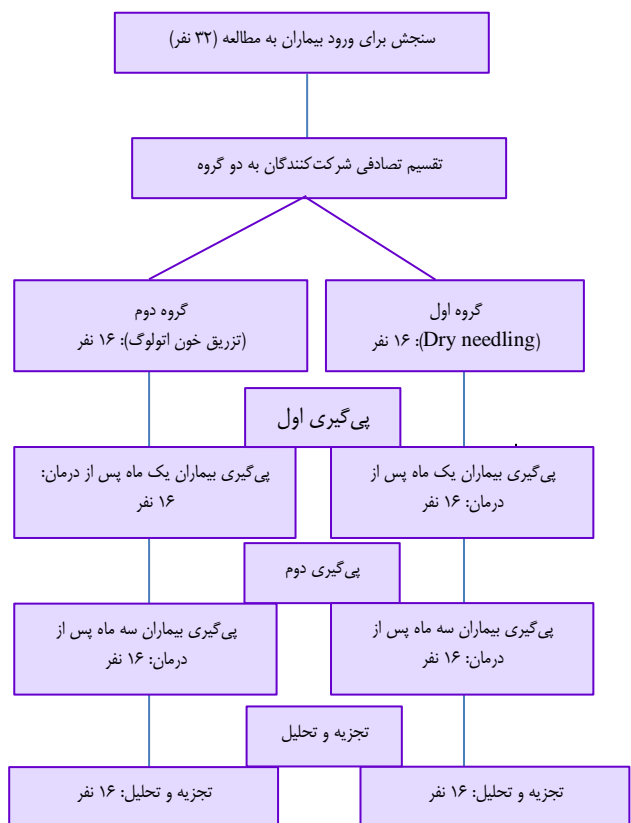 سنجش برای ورود بیماران به مطالعه (۳۲ نفر)
تقسیم تصادفی شرکت‌کنندگان به دو گروه
گروه اول
(Dry needling): ۱۶ نفر
گروه دوم
(تزریق خون اتولوگ): ۱۶ نفر
پی‌گیری اول
پی‌گیری بیماران یک ماه پس از
درمان: ۱۶ نفر
پی‌گیری بیماران یک ماه پس از درمان:
۱۶ نفر
پی‌گیری دوم
پی‌گیری بیماران سه ماه پس از
درمان: ۱۶ نفر
پی‌گیری بیماران سه ماه پس از
درمان: ۱۶ نفر
تجزیه و تحلیل
تجزیه و تحلیل: ۱۶ نفر
تجزیه و تحلیل: ۱۶ نفر